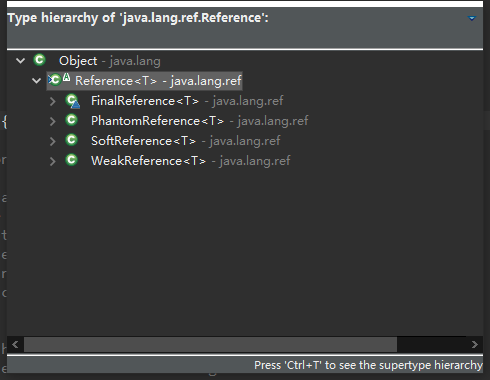 Type hierarchy of 'java.lang.ref.Reference':
Object - java.lang
Reference<T> - java.lang.ref
{
FinalReference<T> - java.lang.ref
PhantomReference<T> - java.lang.ref
SoftReference<T> - java.lang.ref
WeakReference<T> - java.lang.ref
Press 'Ctrl+T' to see the supertype hierarchy